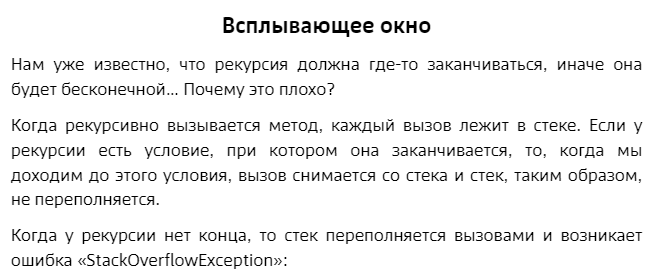 Всплывающее окно
Нам уже известно, что рекурсия должна где-то заканчиваться, иначе она
будет бесконечной... Почему это плохо?
Когда рекурсивно вызывается метод, каждый вызов лежит в стеке. Если у
рекурсии есть условие, при котором она заканчивается, то, когда мы
доходим до этого условия, вызов снимается со стека и стек, таким образом,
не переполняется.
Когда у рекурсии нет конца, то стек переполняется вызовами и возникает
ошибка «StackOverflowException»: